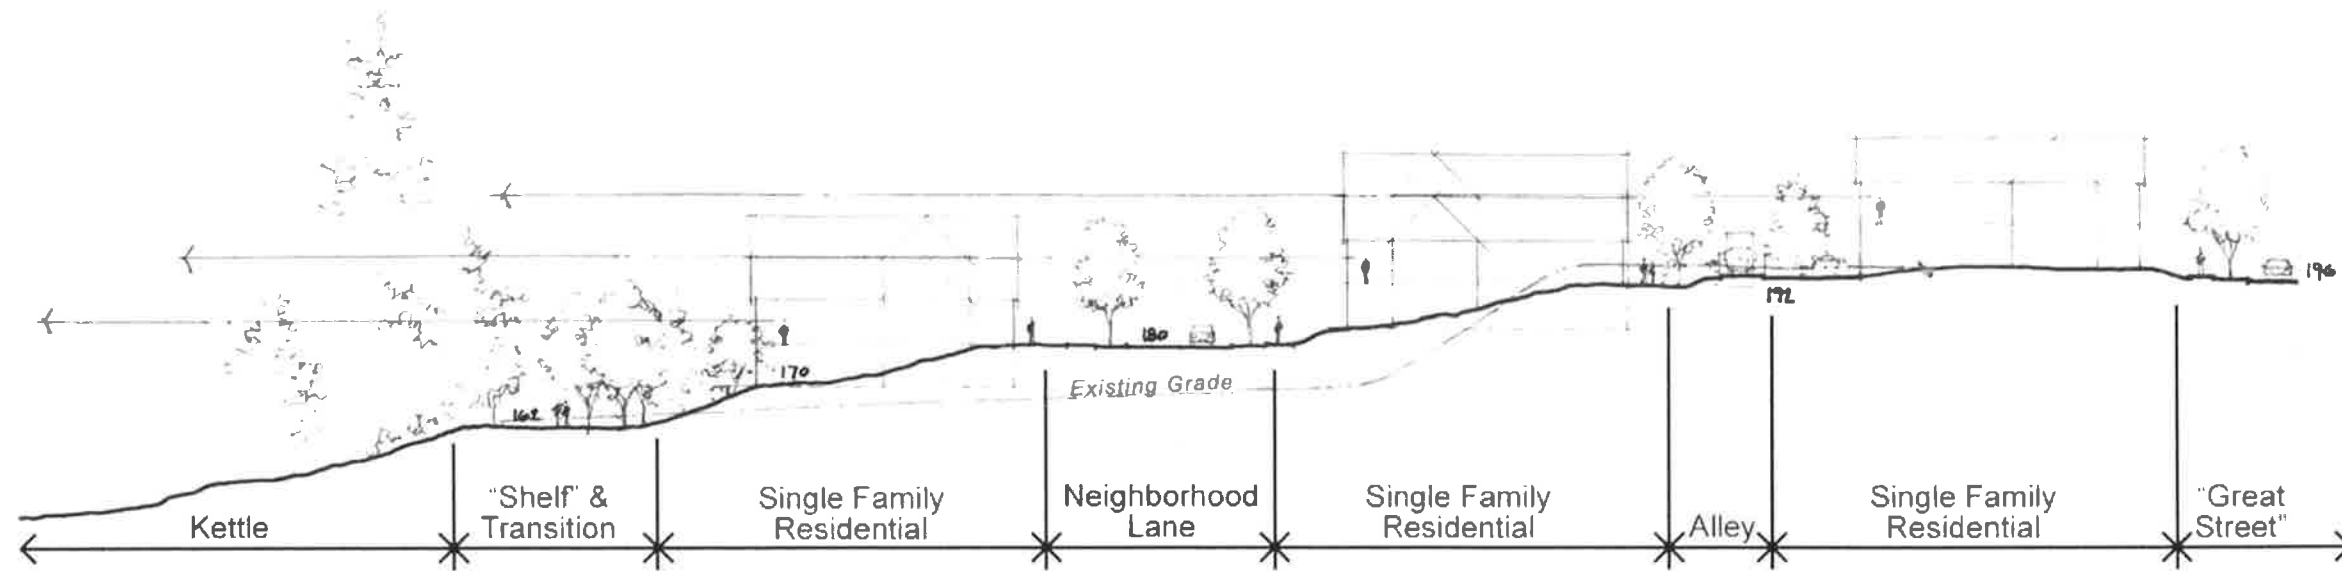 196
192
180
170
Existing Grade
162
Kettle
"Shelf" &
Transition
Single Family
Residential
Neighborhood
Lane
Single Family
Residential
Alley
Single Family
Residential
"Great
Street"